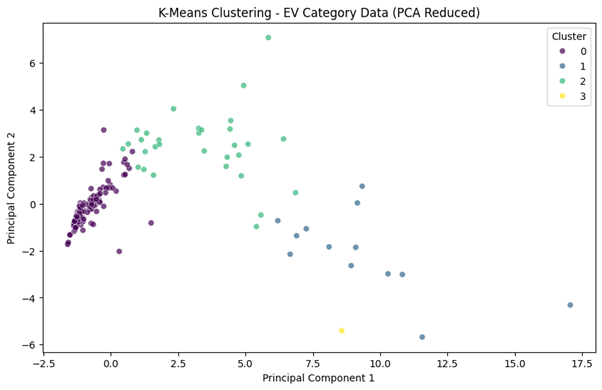 K-Means Clustering - EV Category Data (PCA Reduced)
Cluster
0
1
2
3
Principal Component 2
6
4
2
0
−2
−4
−6
−2.5 0.0 2.5 5.0 7.5 10.0 12.5 15.0 17.5
Principal Component 1